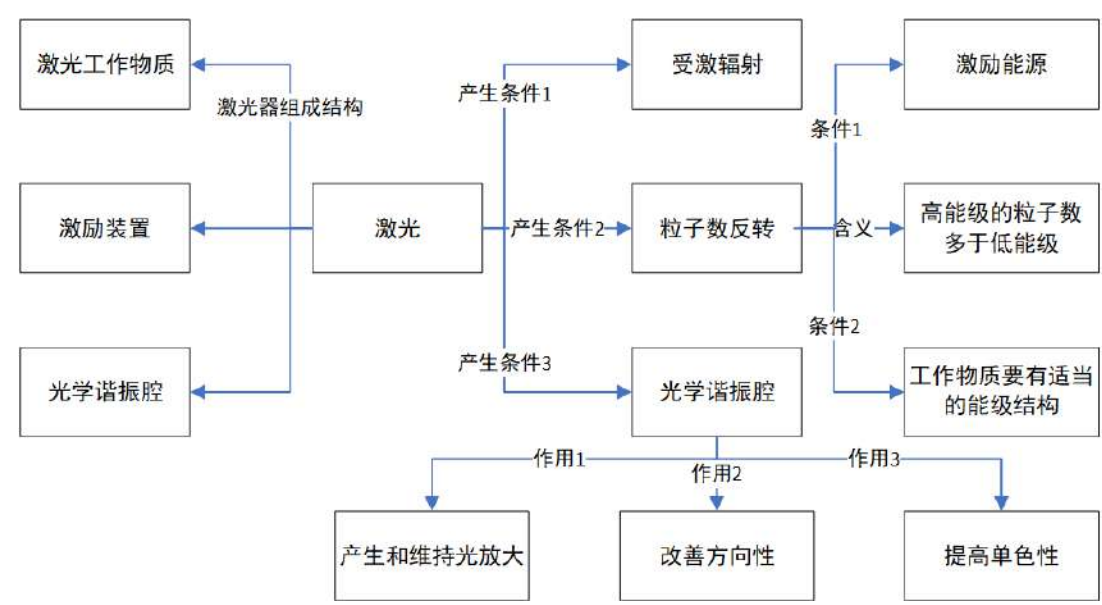 激光工作物质
受激辐射
激励能源
产生条件1
激光器组成结构
条件1
激励装置
激光
产生条件2
粒子数反转
含义
高能级的粒子数
多于低能级
条件2
产生条件3
光学谐振腔
光学谐振腔
工作物质要有适当
的能级结构
作用1
作用2
作用3
产生和维持光放大
改善方向性
提高单色性